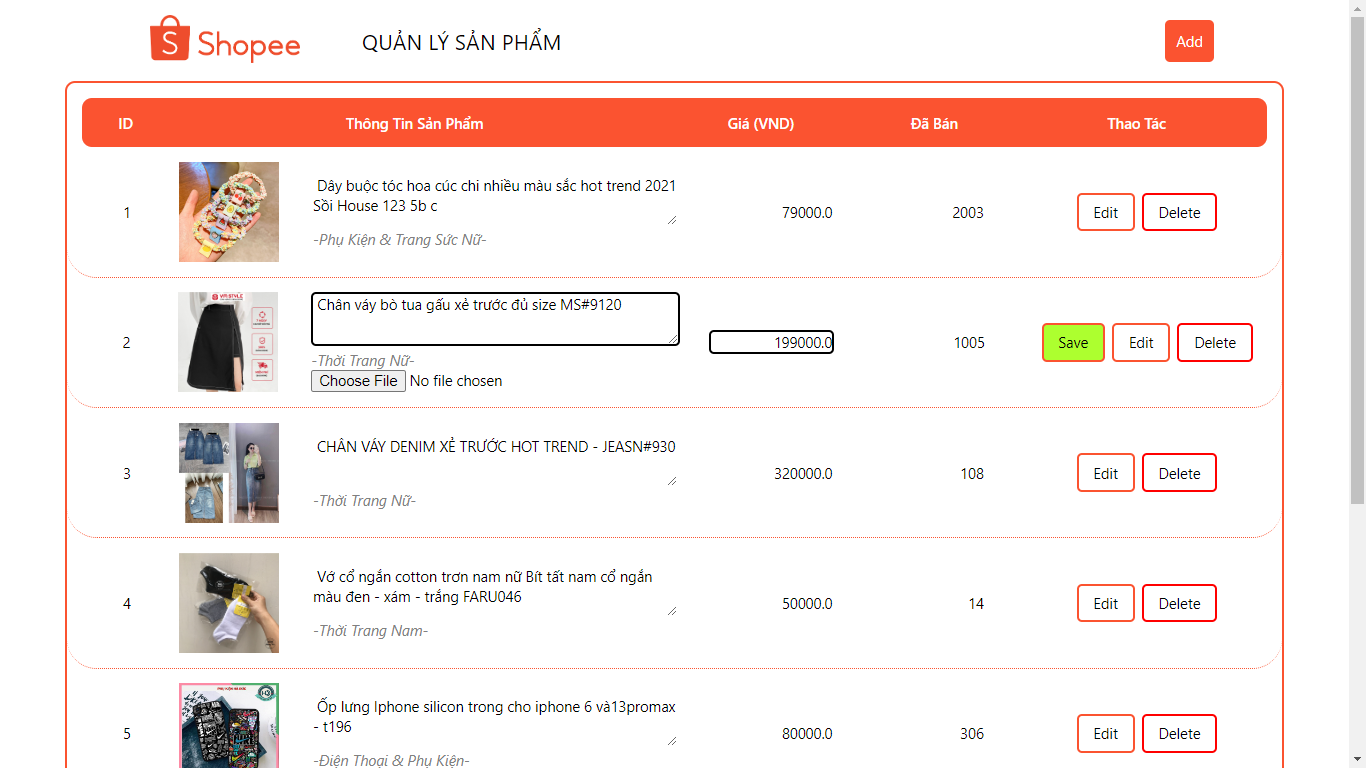 Shopee
QUẢN LÝ SẢN PHẨM
Add
ID Thông Tin Sản Phẩm Giá (VND) Đã Bán Thao Tác
1
Dây buộc tóc hoa cúc chi nhiều màu sắc hot trend 2021
Sồi House 123 5b c
-Phụ Kiện & Trang Sức Nữ-
79000.0
2003
Edit
Delete
2
Chân váy bò tua gấu xẻ trước đủ size MS#9120
-Thời Trang Nữ-
Choose File No file chosen
199000.0
1005
Save
Edit
Delete
3
CHÂN VÁY DENIM XẺ TRƯỚC HOT TREND - JEASN#930
-Thời Trang Nữ-
320000.0
108
Edit
Delete
4
Vớ cổ ngắn cotton trơn nam nữ Bít tất nam cổ ngắn
màu đen - xám - trắng FARU046
-Thời Trang Nam-
50000.0
14
Edit
Delete
5
Ốp lưng Iphone silicon trong cho iphone 6 và13promax
- t196
-Điện Thoại & Phụ Kiện-
80000.0
306
Edit
Delete